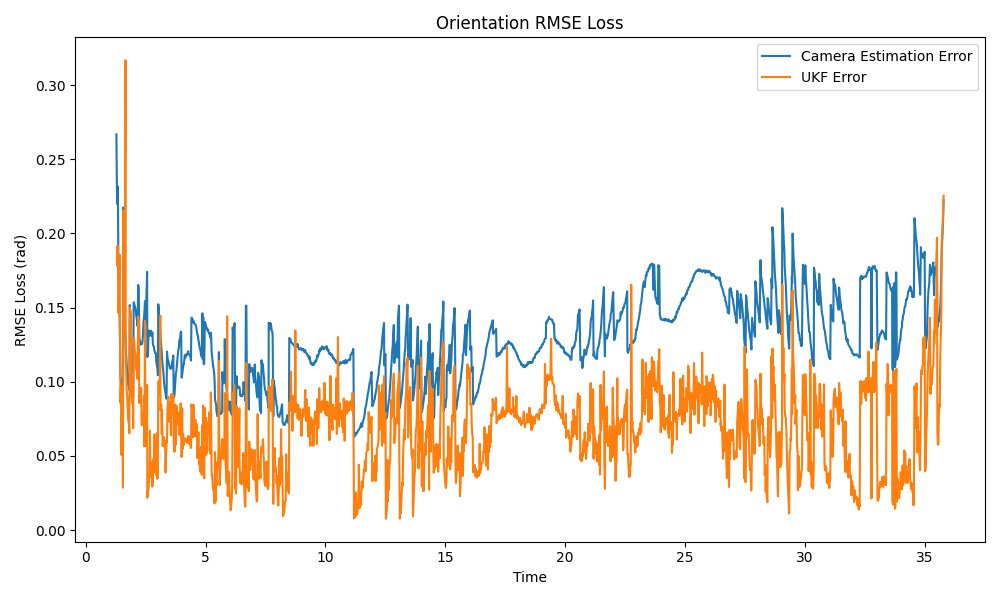 Orientation RMSE Loss
Camera Estimation Error
UKF Error
RMSE Loss (rad)
0.30
0.25
0.20
0.15
0.10
0.05
0.00
0 5 10 15 20 25 30 35
Time